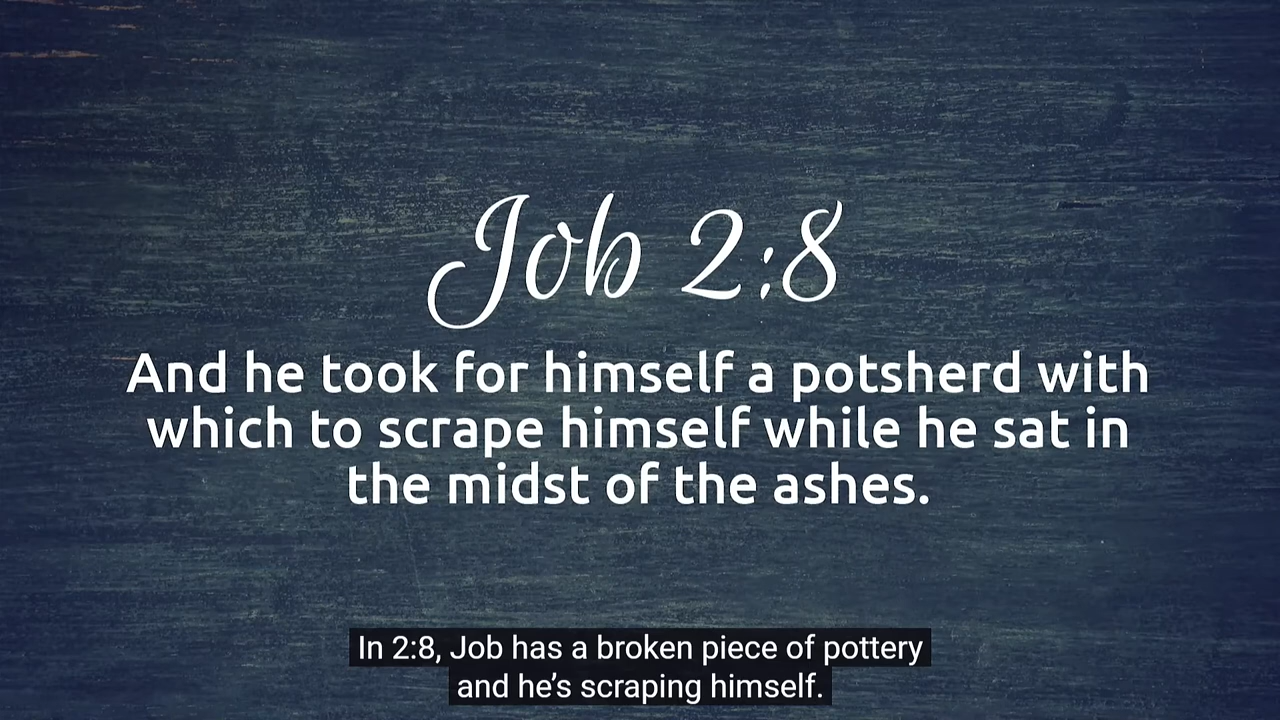 Job 2:8
And he took for himself a potsherd with
which to scrape himself while he sat in
the midst of the ashes.
In 2:8, Job has a broken piece of pottery
and he’s scraping himself.